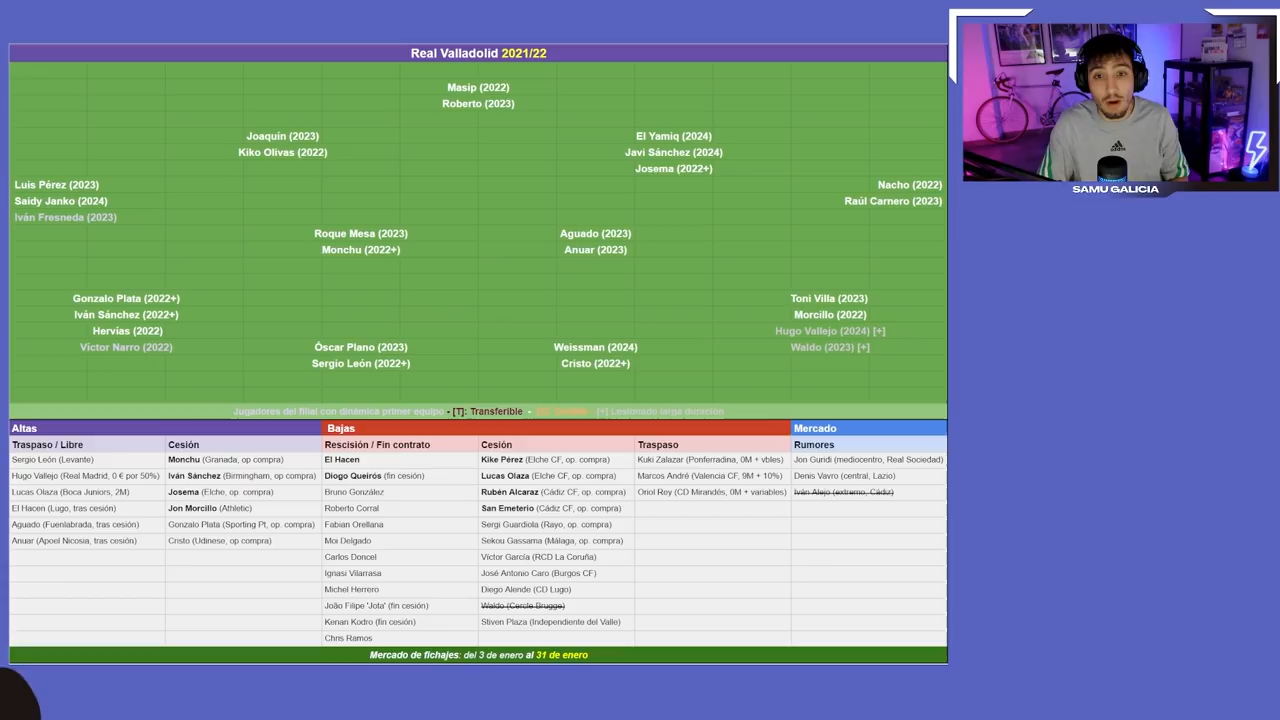 Real Valladolid 2021/22
Masip (2022)
Roberto (2023)
Joaquín (2023)
Kiko Olivas (2022)
El Yamiq (2024)
Javi Sánchez (2024)
Josema (2022+)
Luis Pérez (2023)
Saidy Janko (2024)
Iván Fresneda (2023)
Nacho (2022)
Raúl Carnero (2023)
Roque Mesa (2023)
Monchu (2022+)
Aguado (2023)
Anuar (2023)
Gonzalo Plata (2022+)
Iván Sánchez (2022+)
Hervías (2022)
Víctor Narro (2022)
Toni Villa (2023)
Morcillo (2022)
Hugo Vallejo (2024) [+]
Waldo (2023) [+]
Óscar Plano (2023)
Sergio León (2022+)
Weissman (2024)
Cristo (2022+)
Jugadores del filial con dinámica primer equipo - [T]: Transferible - [+] Lesionado larga duración
Altas Bajas Mercado
Traspaso / Libre Cesión Rescisión / Fin contrato Cesión Traspaso Rumores
Sergio León (Levante) Monchu (Granada, op compra) El Hacen Kike Pérez (Elche CF, op. compra) Kuki Zalazar (Ponferradina, 0M + vbles) Jon Guridi (mediocentro, Real Sociedad)
Hugo Vallejo (Real Madrid, 0 € por 50%) Iván Sánchez (Birmingham, op compra) Diogo Queirós (fin cesión) Lucas Olaza (Elche CF, op. compra) Marcos André (Valencia CF, 9M + 10%) Denis Vavro (central, Lazio)
Lucas Olaza (Boca Juniors, 2M) Josema (Elche, op. compra) Bruno González Rubén Alcaraz (Cádiz CF, op. compra) Oriol Rey (CD Mirandés, 0M + variables) Iván Alejo (extremo, Cádiz)
El Hacen (Lugo, tras cesión) Jon Morcillo (Athletic) Roberto Corral San Emeterio (Cádiz CF, op. compra)
Aguado (Fuenlabrada, tras cesión) Gonzalo Plata (Sporting Pt, op. compra) Fabian Orellana Sergi Guardiola (Rayo, op. compra)
Anuar (Apoel Nicosia, tras cesión) Cristo (Udinese, op compra) Moi Delgado Sekou Gassama (Málaga, op. compra)
Carlos Doncel Víctor García (RCD La Coruña)
Ignasi Vilarrasa José Antonio Caro (Burgos CF)
Michel Herrero Diego Alende (CD Lugo)
João Filipe 'Jota' (fin cesión) Waldo (Cercle Brugge)
Kenan Kodro (fin cesión) Stiven Plaza (Independiente del Valle)
Chris Ramos
Mercado de fichajes: del 3 de enero al 31 de enero
SAMU GALICIA